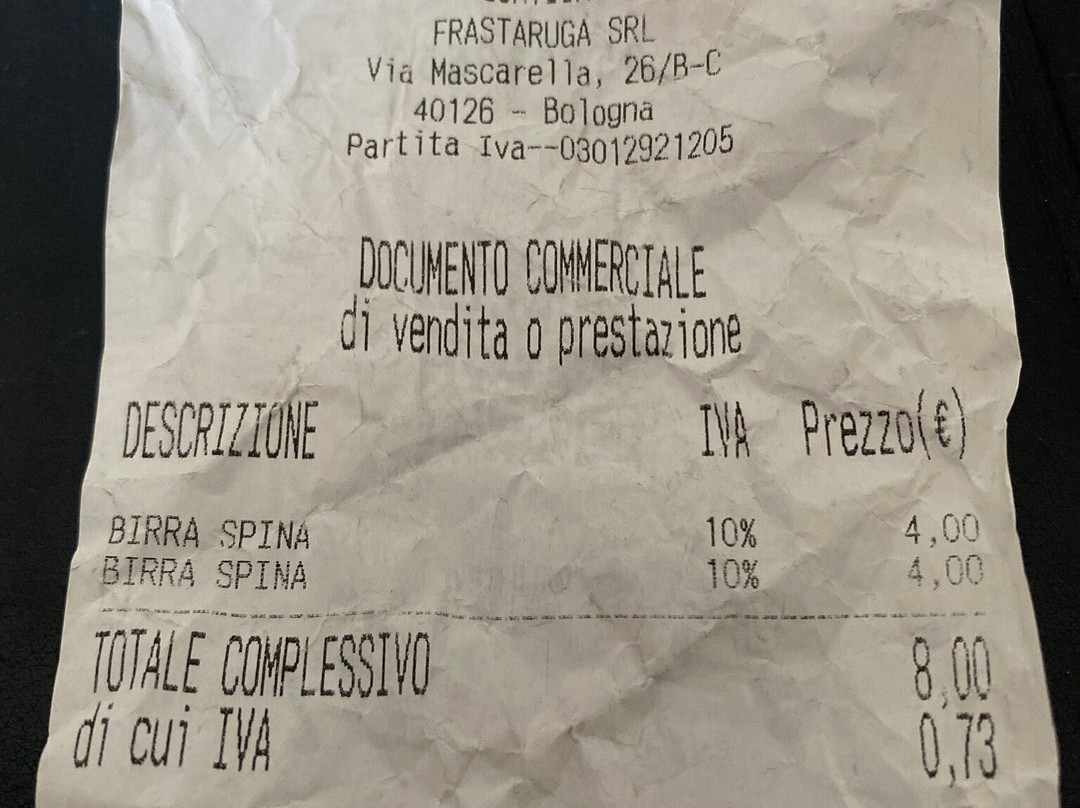 FRASTARUGA SRL
Via Mascarella, 26/B-C
40126 - Bologna
Partita Iva--03012921205
DOCUMENTO COMMERCIALE
di vendita o prestazione
DESCRIZIONE IVA Prezzo(€)
BIRRA SPINA 10% 4,00
BIRRA SPINA 10% 4,00
TOTALE COMPLESSIVO 8,00
di cui IVA 0,73